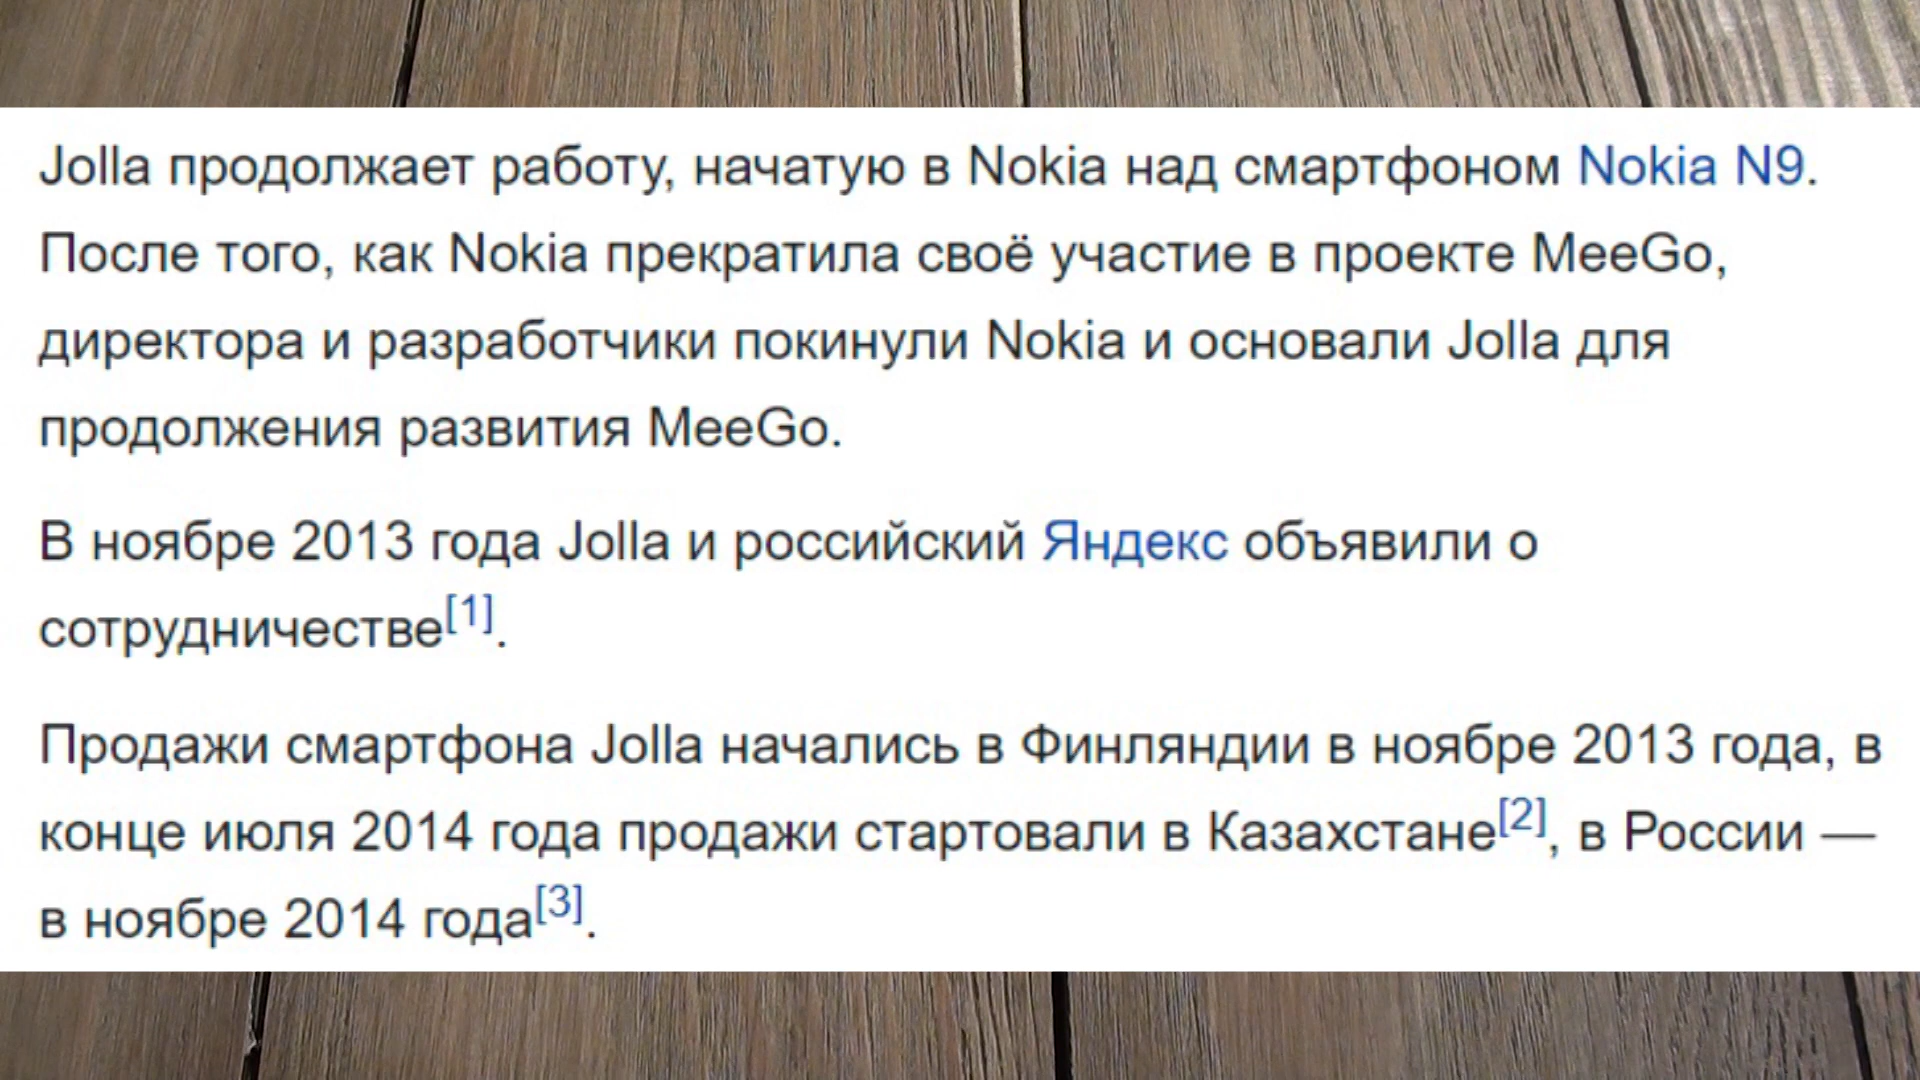 Jolla продолжает работу, начатую в Nokia над смартфоном Nokia N9.
После того, как Nokia прекратила своё участие в проекте MeeGo,
директора и разработчики покинули Nokia и основали Jolla для
продолжения развития MeeGo.
В ноябре 2013 года Jolla и российский Яндекс объявили о
сотрудничестве[1].
Продажи смартфона Jolla начались в Финляндии в ноябре 2013 года, в
конце июля 2014 года продажи стартовали в Казахстане[2], в России —
в ноябре 2014 года[3].